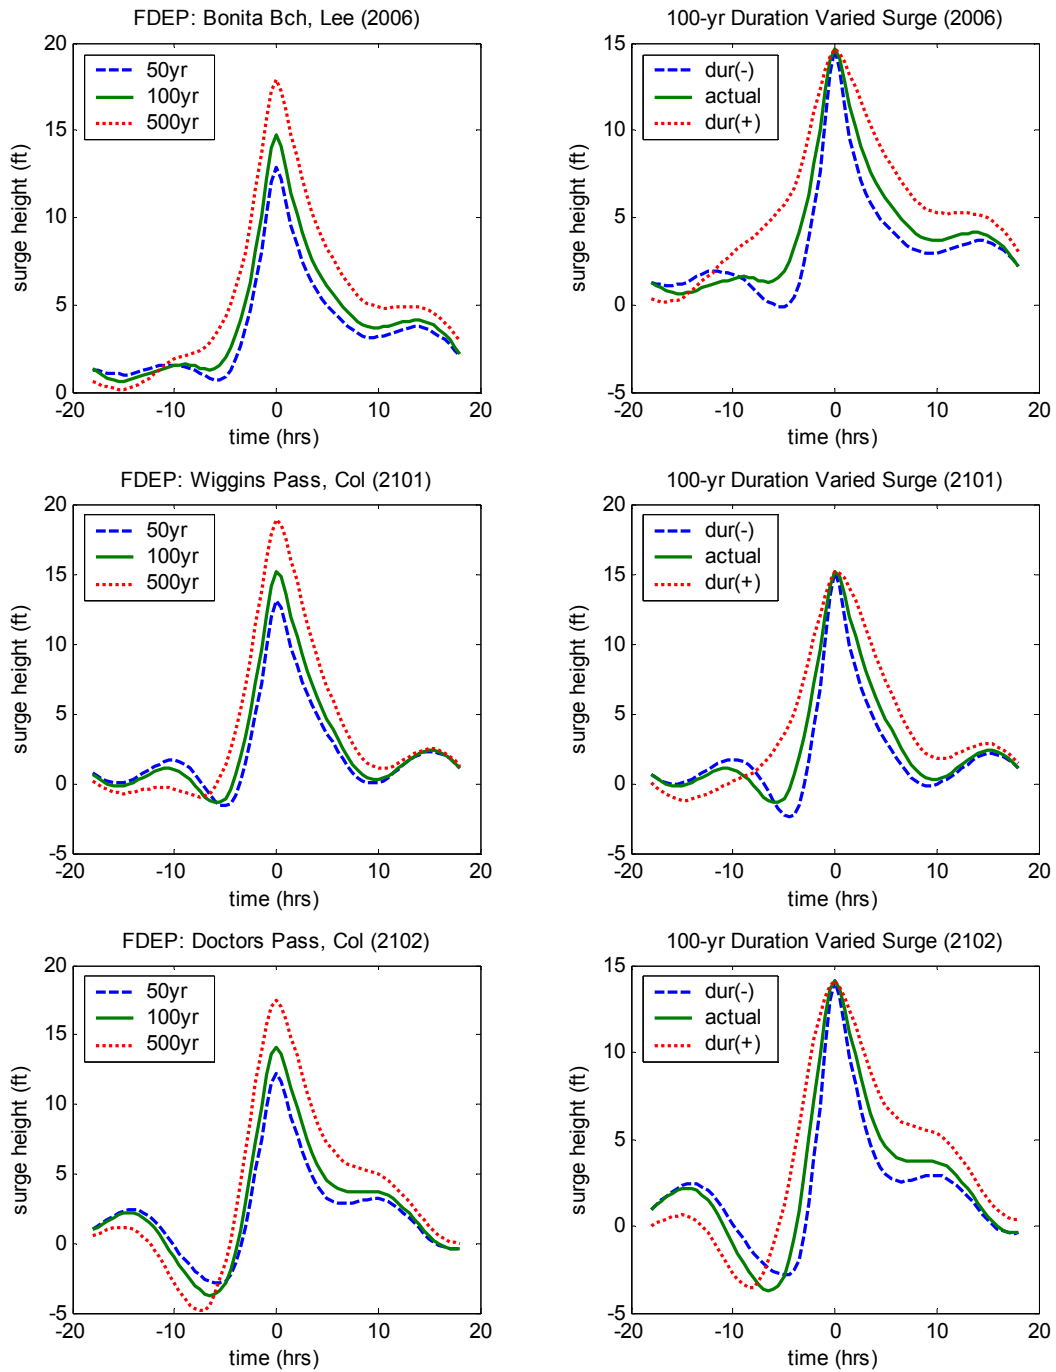 FDEP: Bonita Bch, Lee (2006)
20
15
10
5
0
surge height (ft)
50yr
100yr
500yr
-20
-10
0
10
20
time (hrs)
100-yr Duration Varied Surge (2006)
15
10
5
0
-5
surge height (ft)
dur(-)
actual
dur(+)
-20
-10
0
10
20
time (hrs)
FDEP: Wiggins Pass, Col (2101)
20
15
10
5
0
-5
surge height (ft)
50yr
100yr
500yr
-20
-10
0
10
20
time (hrs)
100-yr Duration Varied Surge (2101)
20
15
10
5
0
-5
surge height (ft)
dur(-)
actual
dur(+)
-20
-10
0
10
20
time (hrs)
FDEP: Doctors Pass, Col (2102)
20
15
10
5
0
-5
surge height (ft)
50yr
100yr
500yr
-20
-10
0
10
20
time (hrs)
100-yr Duration Varied Surge (2102)
15
10
5
0
-5
surge height (ft)
dur(-)
actual
dur(+)
-20
-10
0
10
20
time (hrs)